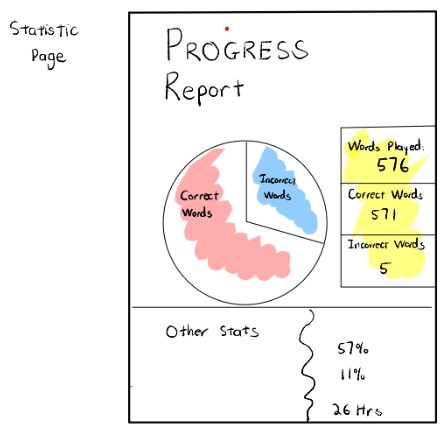 Statistic
Page
PROGRESS
Report
Correct
Words
Incorrect
Words
Words Played:
576
Correct Words
571
Incorrect Words
5
Other Stats
57%
11%
26 Hrs